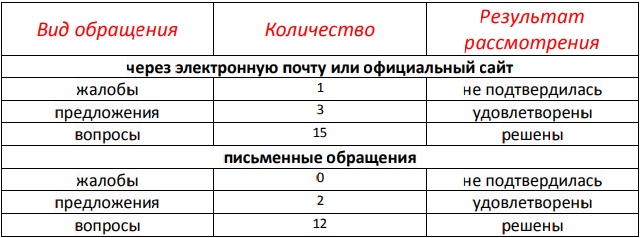 Вид обращения Количество Результат рассмотрения
через электронную почту или официальный сайт
жалобы 1 не подтвердилась
предложения 3 удовлетворены
вопросы 15 решены
письменные обращения
жалобы 0 не подтвердилась
предложения 2 удовлетворены
вопросы 12 решены